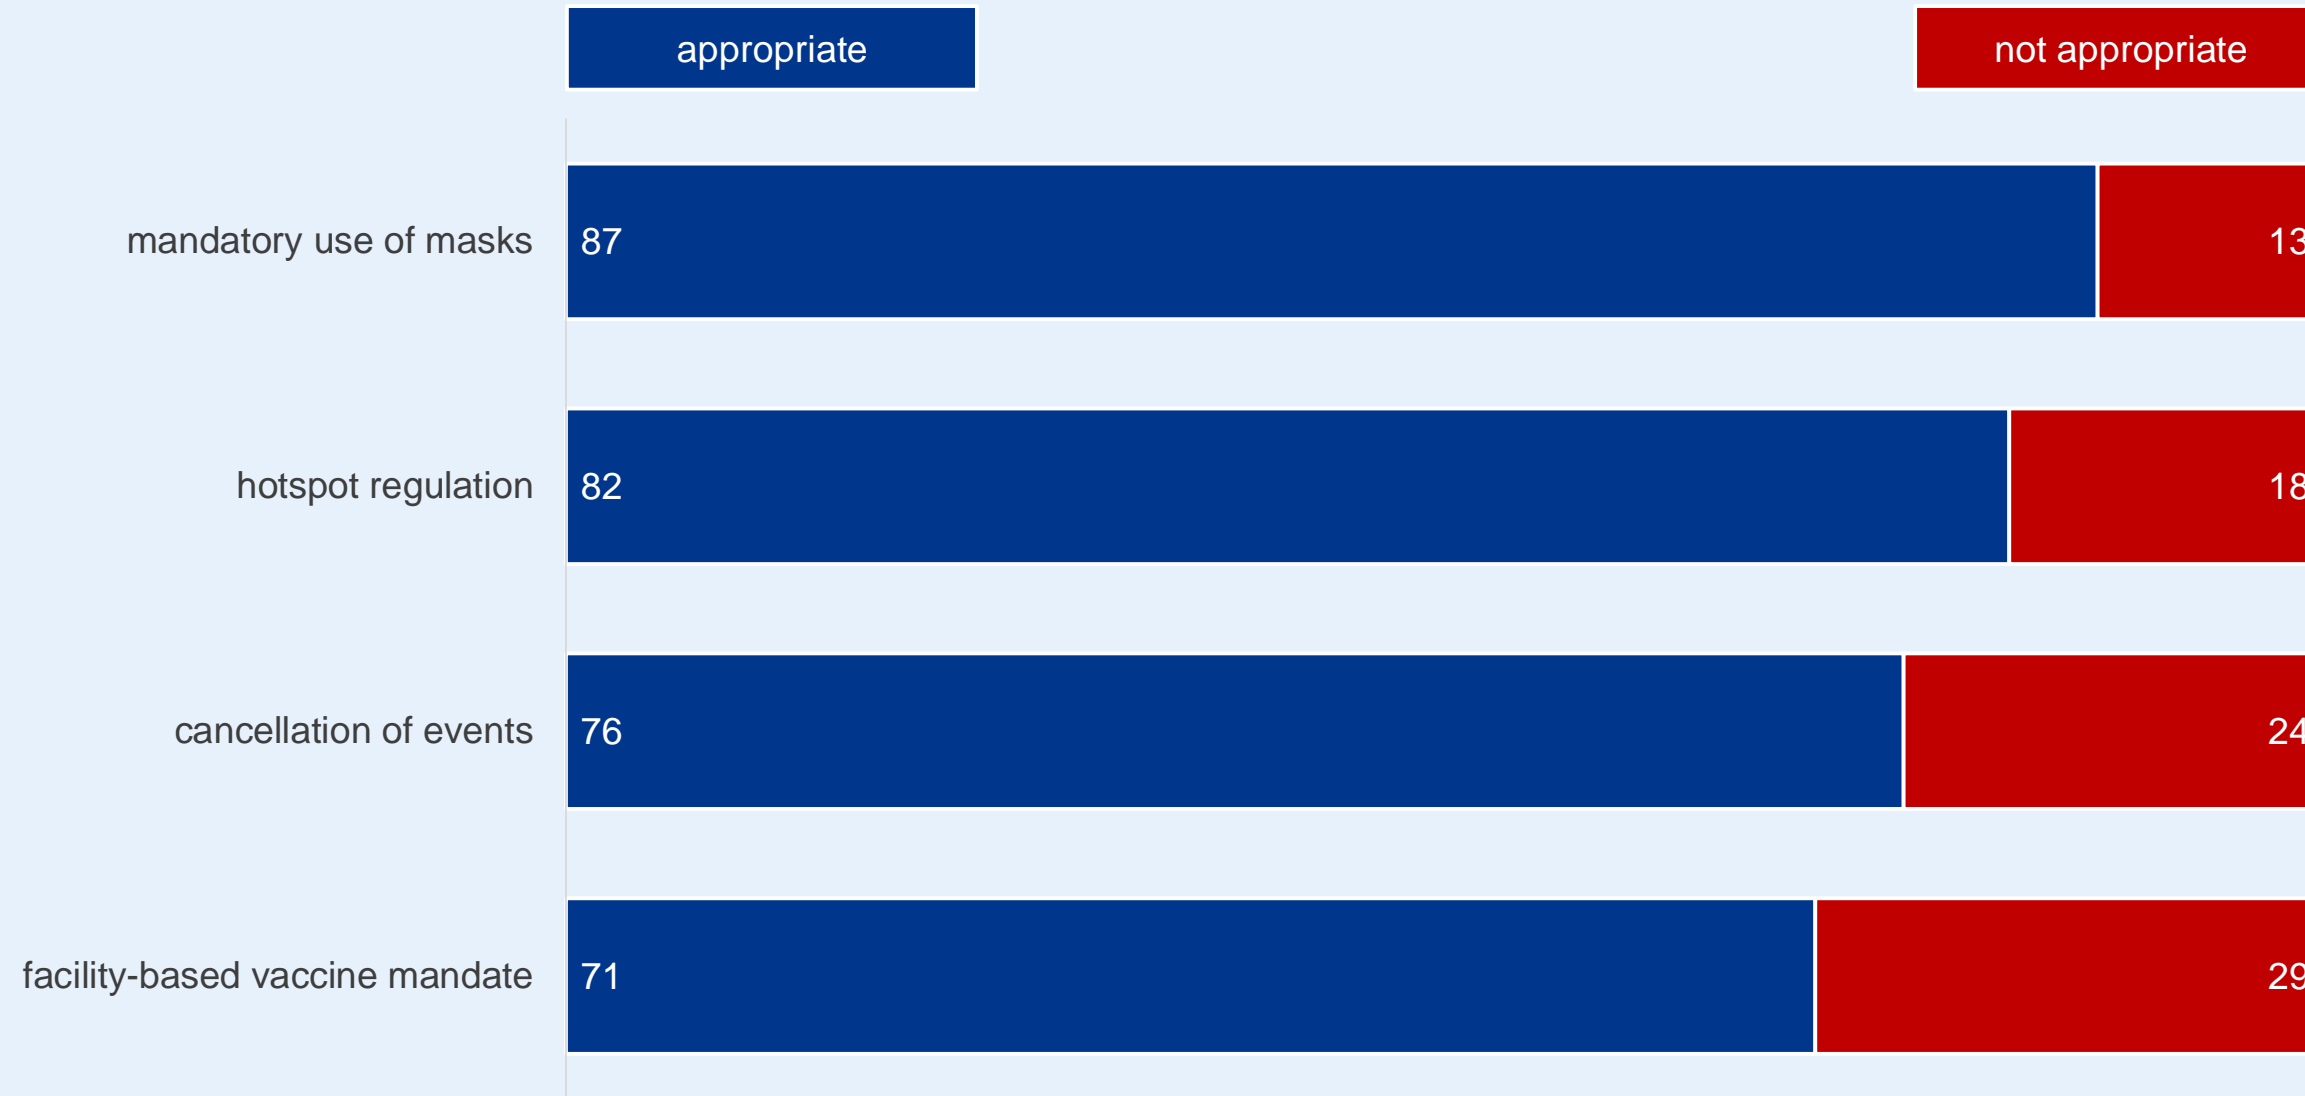 appropriate
not appropriate
mandatory use of masks 87 13
hotspot regulation 82 18
cancellation of events 76 24
facility-based vaccine mandate 71 29